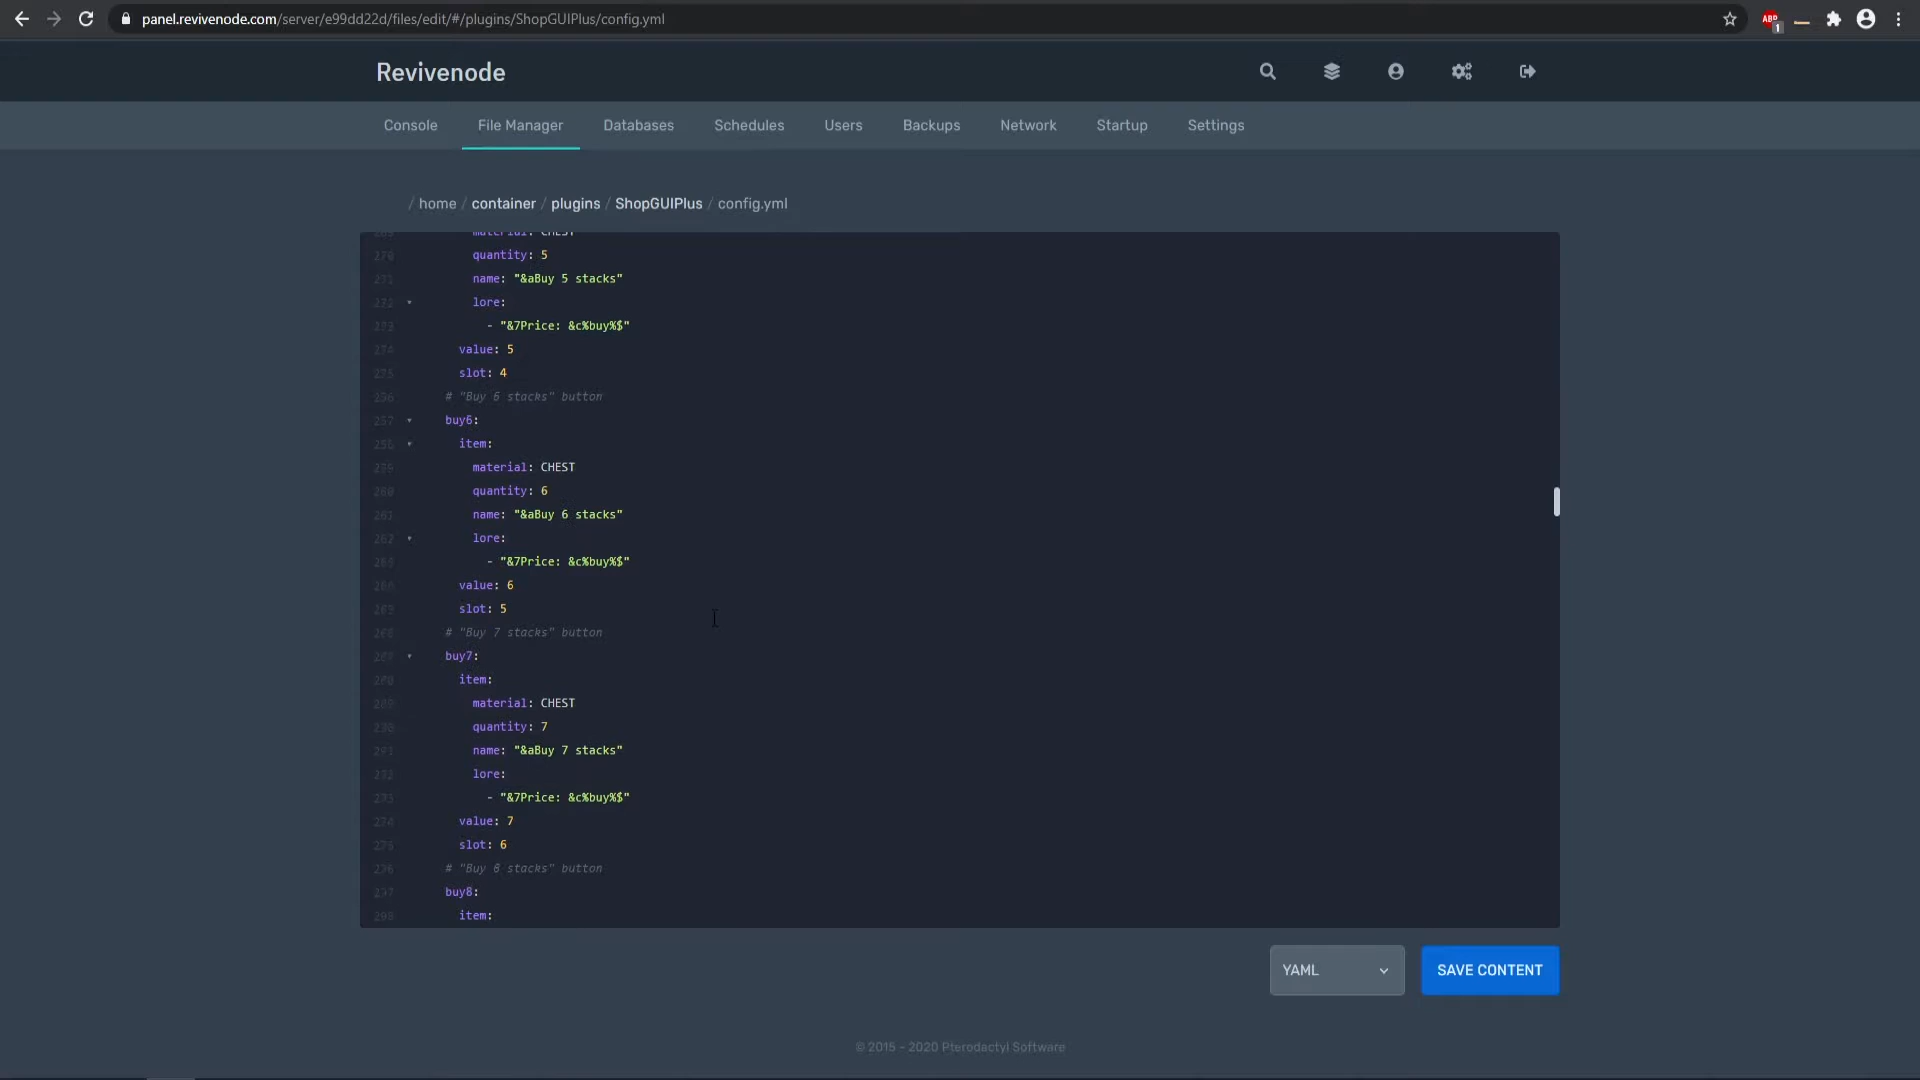 panel.revivenode.com/server/e99dd22d/files/edit/#/plugins/ShopGUIPlus/config.yml
ABP
1
Revivenode
Console File Manager Databases Schedules Users Backups Network Startup Settings
/ home / container / plugins / ShopGUIPlus / config.yml
material: CHEST
quantity: 5
name: "&aBuy 5 stacks"
lore:
- "&7Price: &c%buy%$"
value: 5
slot: 4
# "Buy 6 stacks" button
buy6:
item:
material: CHEST
quantity: 6
name: "&aBuy 6 stacks"
lore:
- "&7Price: &c%buy%$"
value: 6
slot: 5
# "Buy 7 stacks" button
buy7:
item:
material: CHEST
quantity: 7
name: "&aBuy 7 stacks"
lore:
- "&7Price: &c%buy%$"
value: 7
slot: 6
# "Buy 8 stacks" button
buy8:
item:
YAML
SAVE CONTENT
© 2015 - 2020 Pterodactyl Software